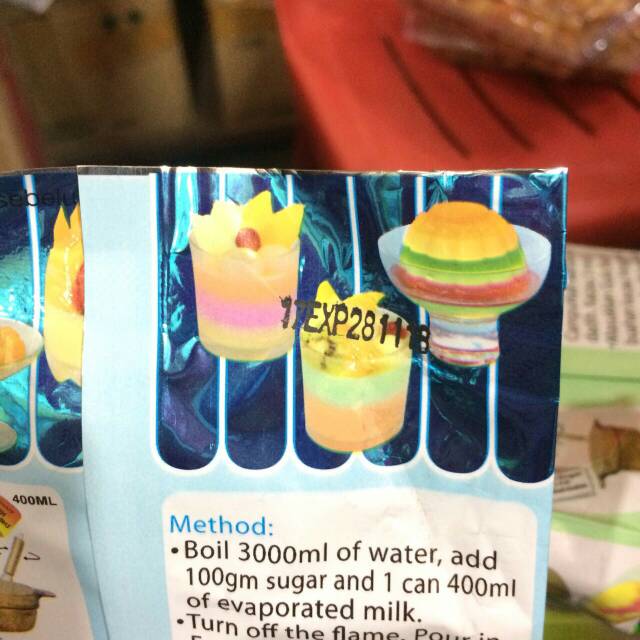 17EXP281118
400ML
Method:
•Boil 3000ml of water, add
100gm sugar and 1 can 400ml
of evaporated milk.
•Turn off the flame. Pour in